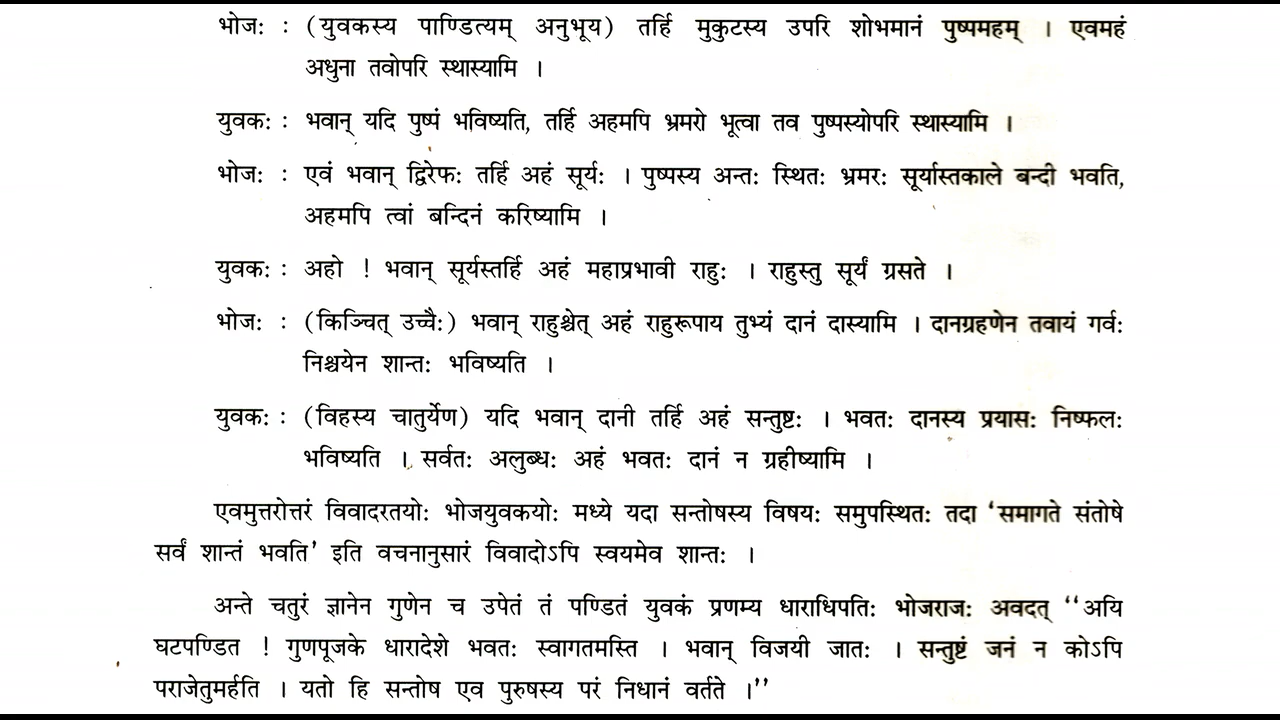 भोजः : (युवकस्य पाण्डित्यम् अनुभूय) तर्हि मुकुटस्य उपरि शोभमानं पुष्पमहम् । एवमहं
अधुना तवोपरि स्थास्यामि ।
युवकः : भवान् यदि पुष्पं भविष्यति, तर्हि अहमपि भ्रमरो भूत्वा तव पुष्पस्योपरि स्थास्यामि ।
भोजः : एवं भवान् द्विरेफः तर्हि अहं सूर्यः । पुष्पस्य अन्तः स्थितः भ्रमरः सूर्यास्तकाले बन्दी भवति,
अहमपि त्वां बन्दिनं करिष्यामि ।
युवकः : अहो ! भवान् सूर्यस्तर्हि अहं महाप्रभावी राहुः । राहुस्तु सूर्यं ग्रसते ।
भोजः : (किञ्चित् उच्चैः) भवान् राहुश्चेत् अहं राहुरूपाय तुभ्यं दानं दास्यामि । दानग्रहणेन तवायं गर्वः
निश्चयेन शान्तः भविष्यति ।
युवकः : (विहस्य चातुर्येण) यदि भवान् दानी तर्हि अहं सन्तुष्टः । भवतः दानस्य प्रयासः निष्फलः
भविष्यति । सर्वतः अलुब्धः अहं भवतः दानं न ग्रहीष्यामि ।
एवमुत्तरोत्तरं विवादरतयोः भोजयुवकयोः मध्ये यदा सन्तोषस्य विषयः समुपस्थितः तदा ‘समागते संतोषे
सर्वं शान्तं भवति’ इति वचनानुसारं विवादोऽपि स्वयमेव शान्तः ।
अन्ते चतुरं ज्ञानेन गुणेन च उपेतं तं पण्डितं युवकं प्रणम्य धाराधिपतिः भोजराजः अवदत् ‘‘अयि
घटपण्डित ! गुणपूजके धारादेशे भवतः स्वागतमस्ति । भवान् विजयी जातः । सन्तुष्टं जनं न कोऽपि
पराजेतुमर्हति । यतो हि सन्तोष एव पुरुषस्य परं निधानं वर्तते ।’’